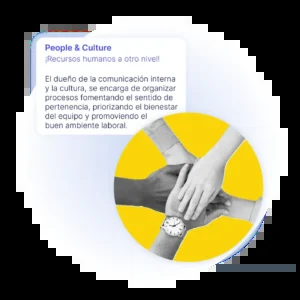 People & Culture
¡Recursos humanos a otro nivel!
El dueño de la comunicación interna
y la cultura, se encarga de organizar
procesos fomentando el sentido de
pertenencia, priorizando el bienestar
del equipo y promoviendo el
buen ambiente laboral.